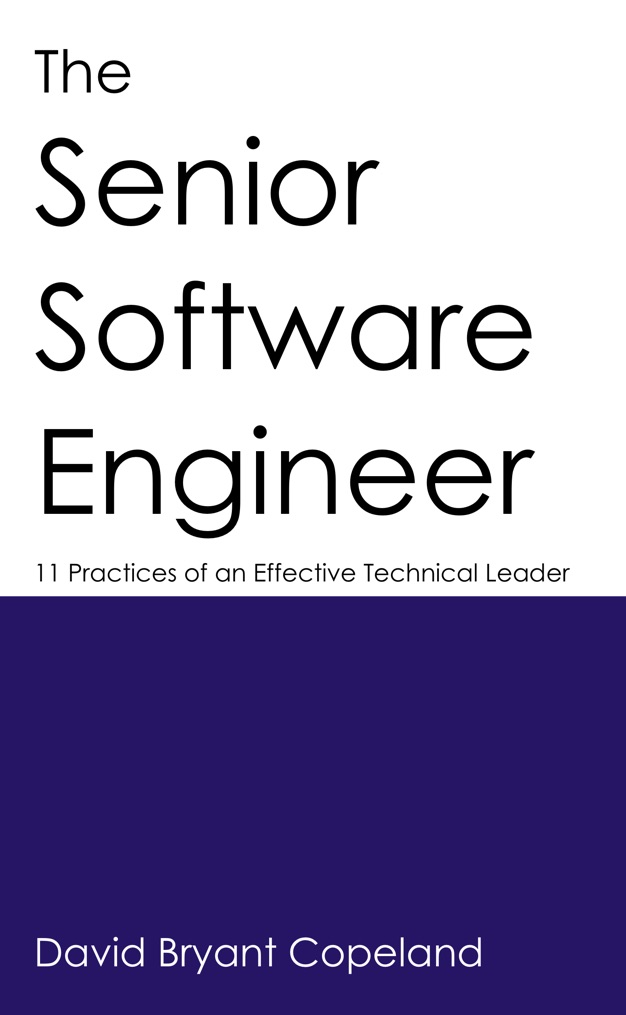 The
Senior
Software
Engineer
11 Practices of an Effective Technical Leader
David Bryant Copeland